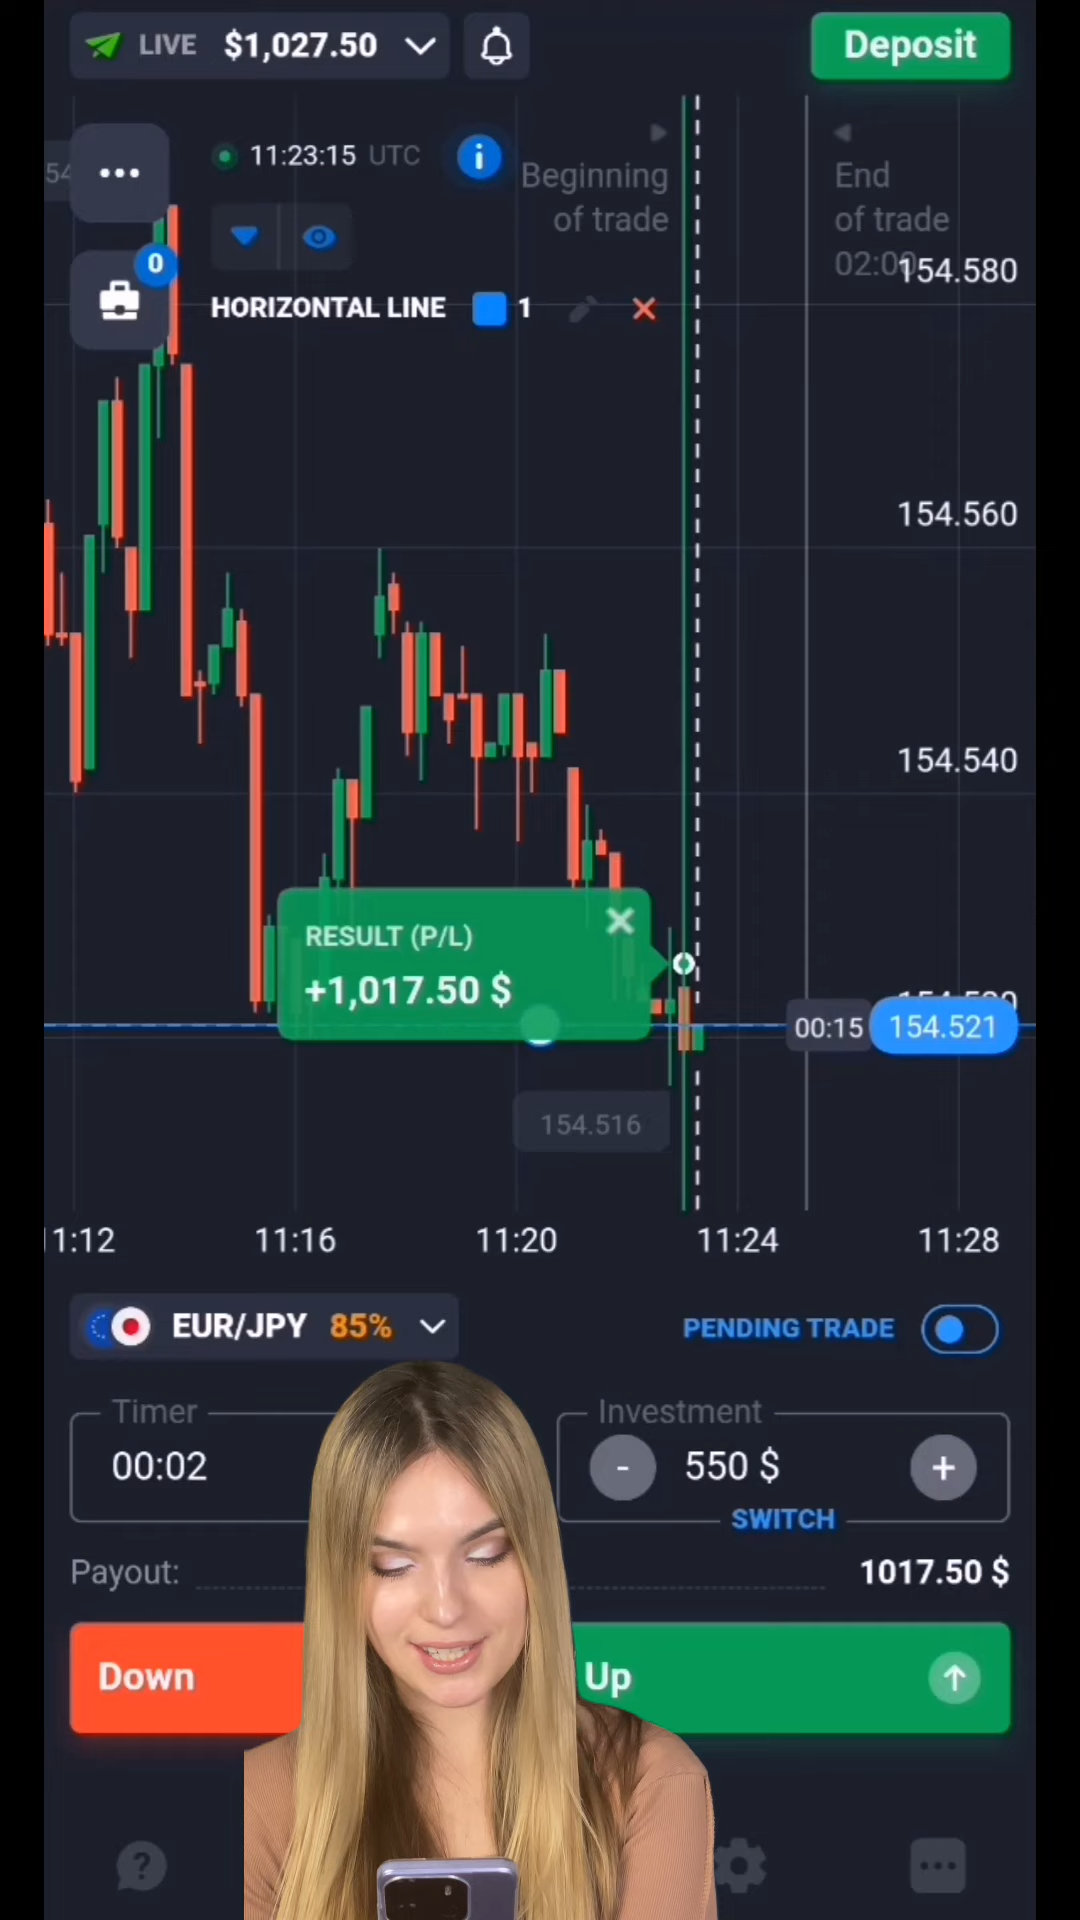 LIVE $1,027.50
Deposit
11:23:15 UTC
Beginning
of trade
End
of trade
02:00
154.580
0
HORIZONTAL LINE 1
154.560
154.540
RESULT (P/L)
+1,017.50 $
00:15 154.521
154.516
11:16 11:20 11:24 11:28
EUR/JPY 85%
PENDING TRADE
Timer
00:02
Investment
- 550 $ +
SWITCH
Payout: 1017.50 $
Down
Up